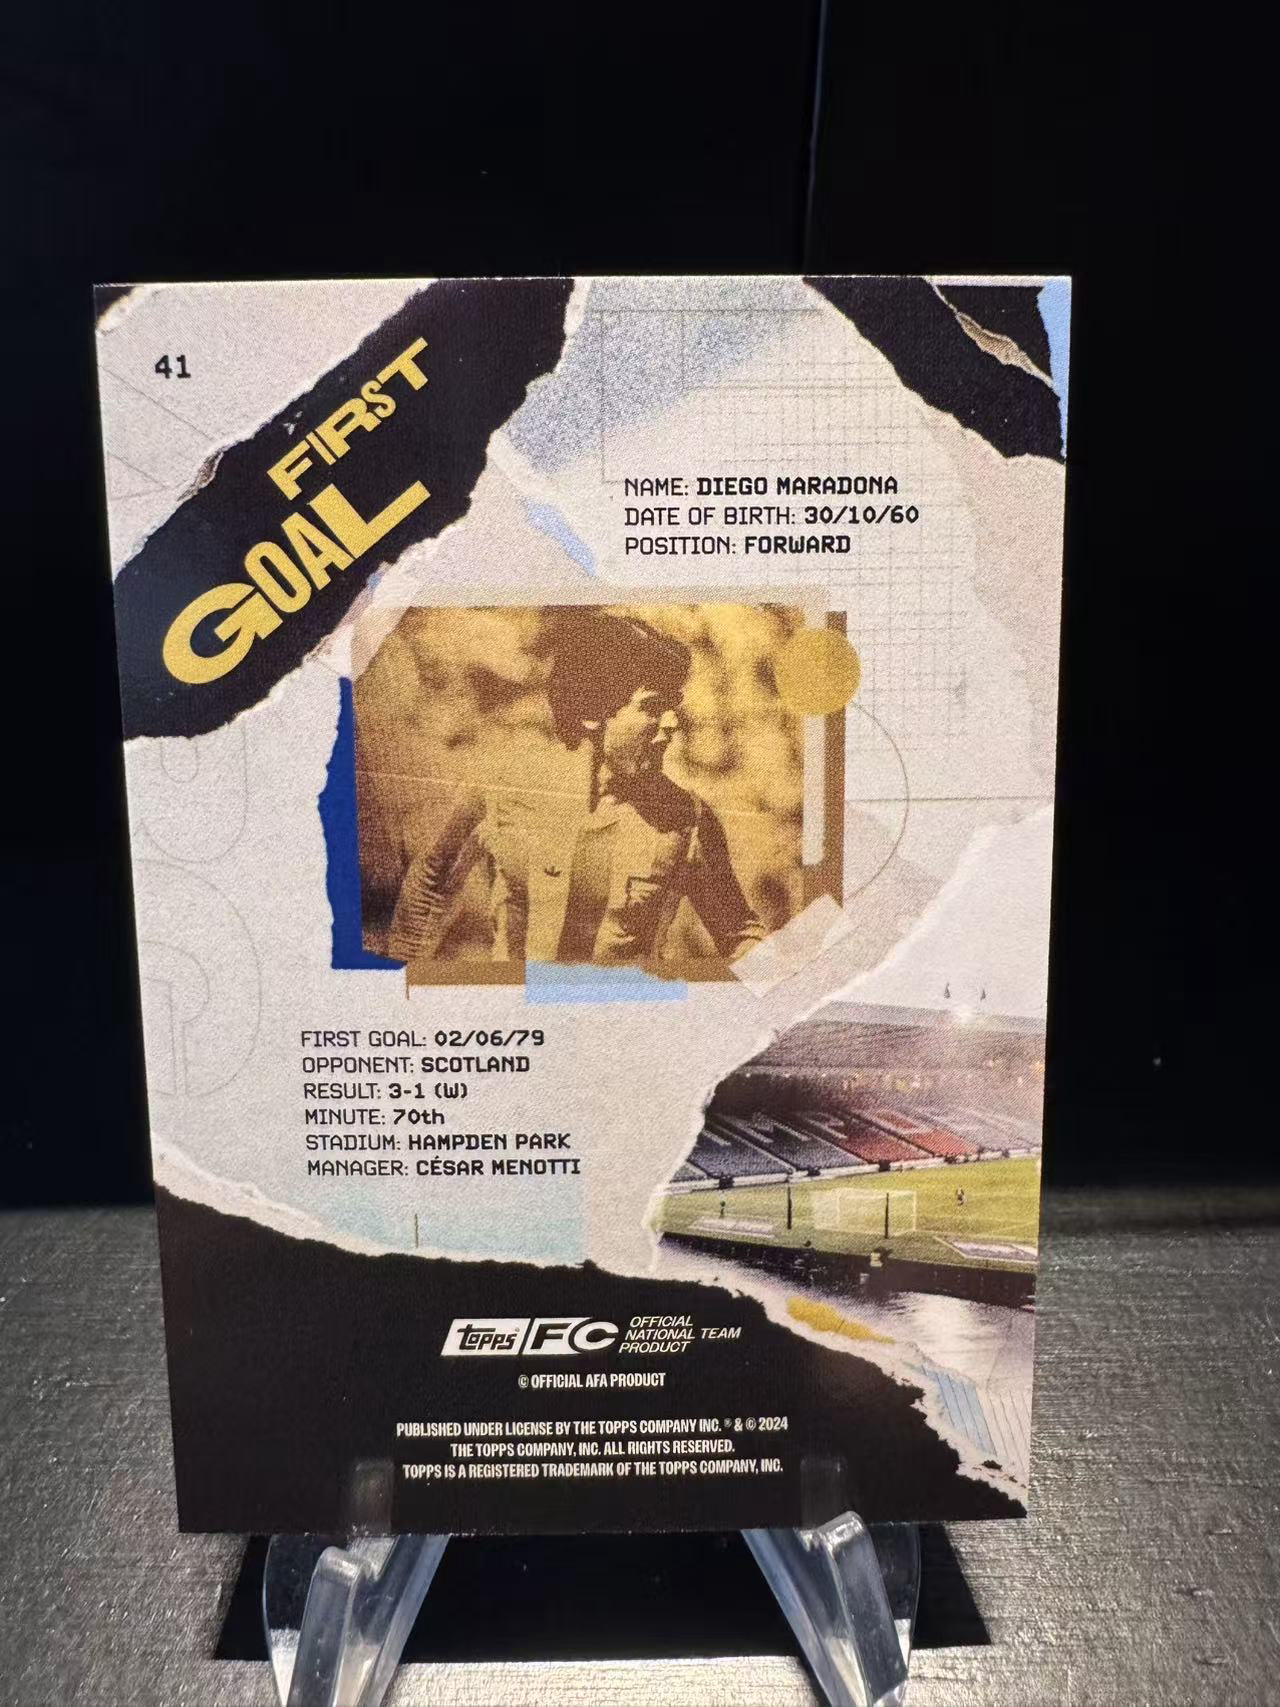 41
FIRST
GOAL
NAME: DIEGO MARADONA
DATE OF BIRTH: 30/10/60
POSITION: FORWARD
FIRST GOAL: 02/06/79
OPPONENT: SCOTLAND
RESULT: 3-1 (W)
MINUTE: 70th
STADIUM: HAMPDEN PARK
MANAGER: CÉSAR MENOTTI
topps FC OFFICIAL
NATIONAL TEAM
PRODUCT
© OFFICIAL AFA PRODUCT
PUBLISHED UNDER LICENSE BY THE TOPPS COMPANY INC. ® & © 2024
THE TOPPS COMPANY, INC. ALL RIGHTS RESERVED.
TOPPS IS A REGISTERED TRADEMARK OF THE TOPPS COMPANY, INC.